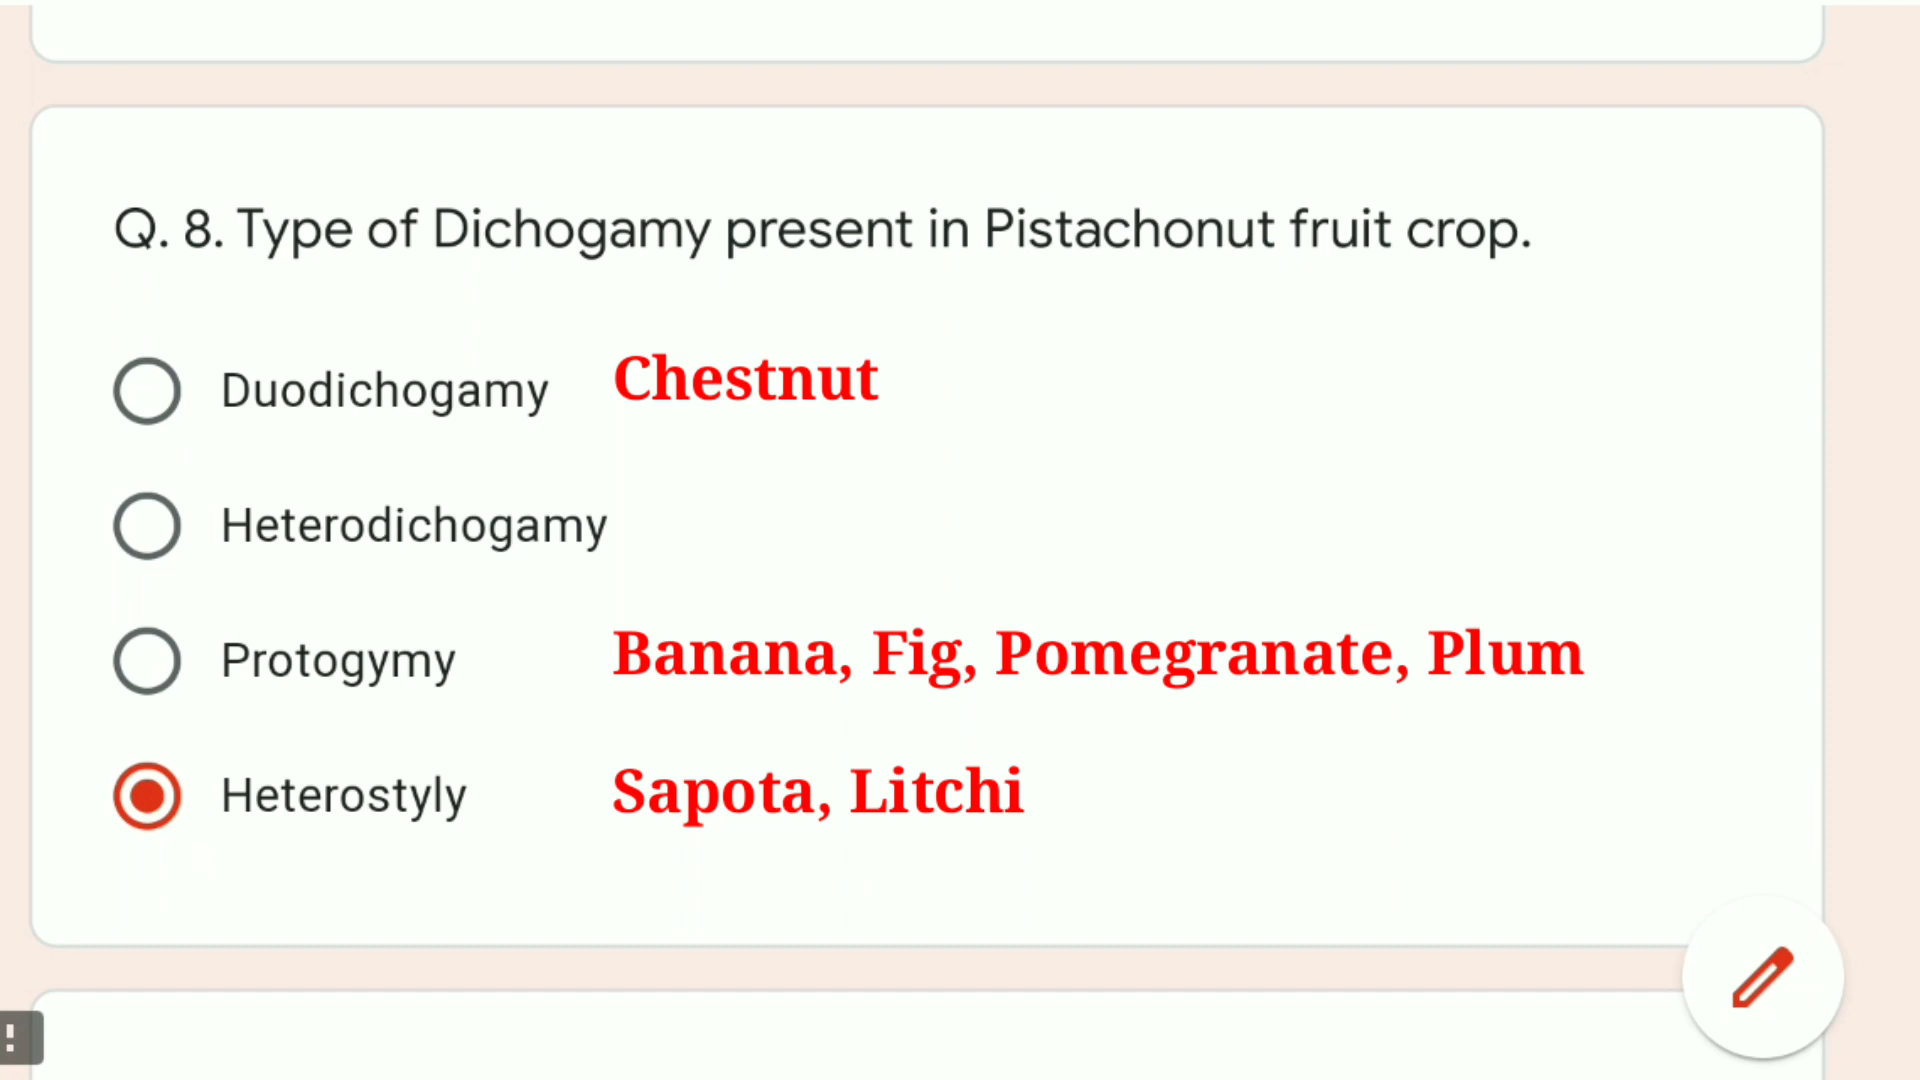 Q. 8. Type of Dichogamy present in Pistachonut fruit crop.
Duodichogamy Chestnut
Heterodichogamy
Protogymy Banana, Fig, Pomegranate, Plum
Heterostyly Sapota, Litchi